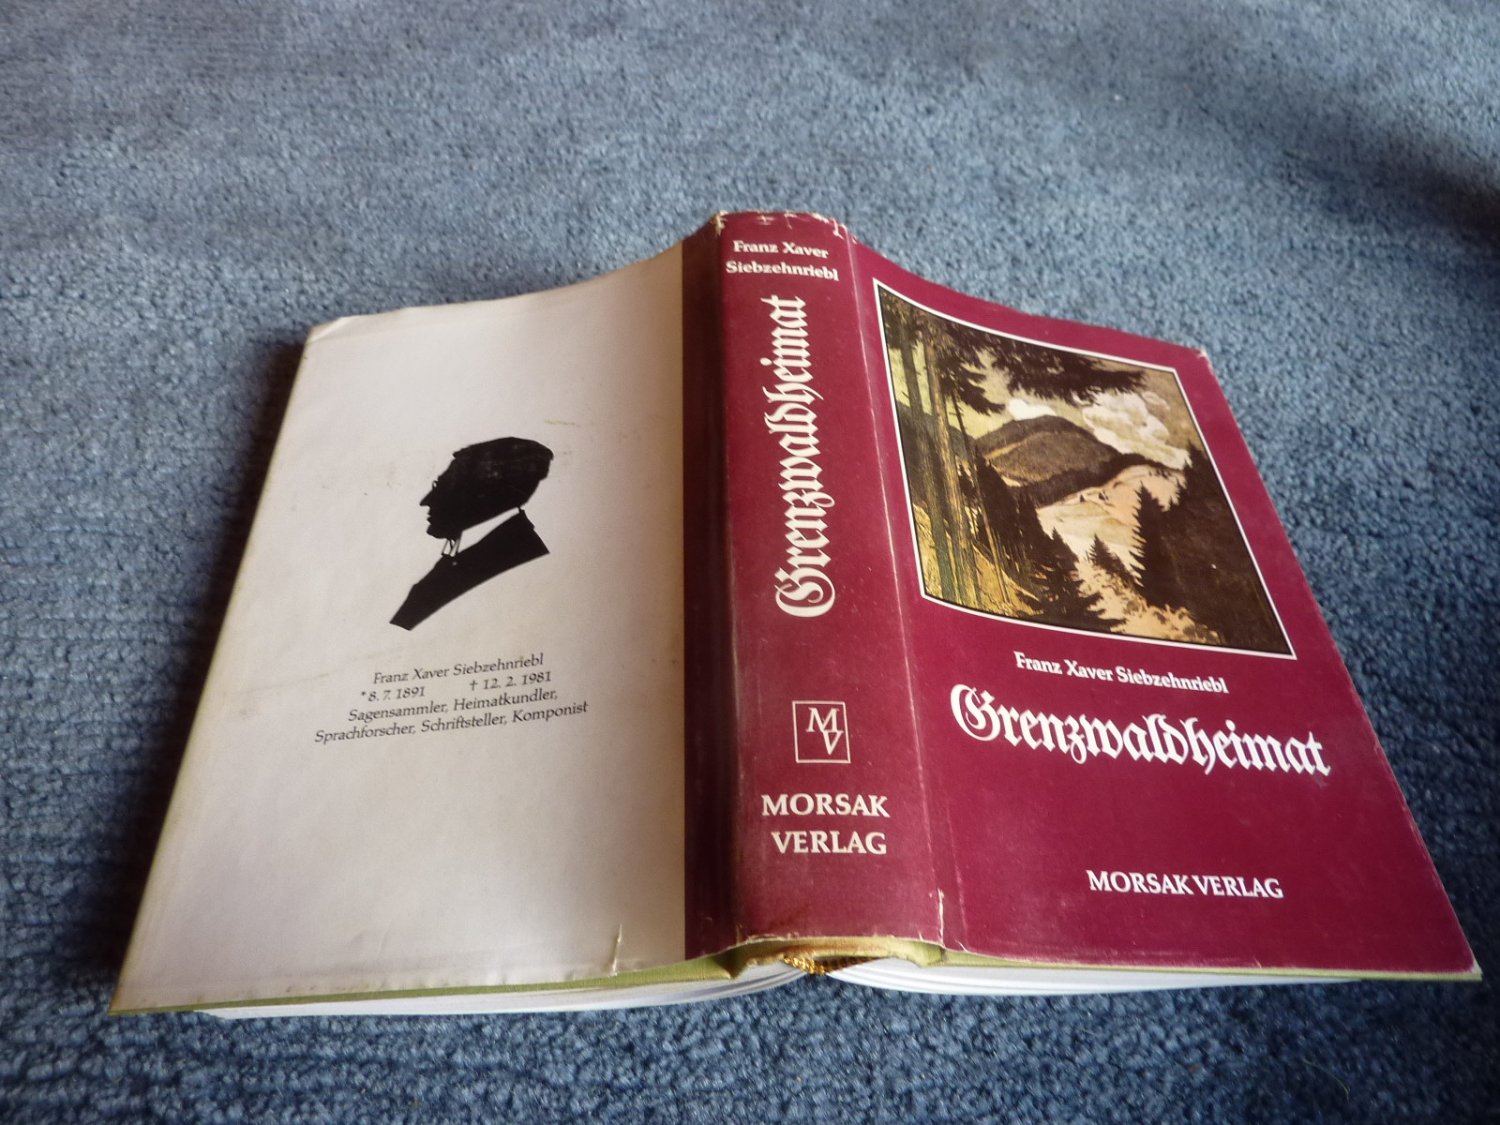 Franz Xaver Siebzehnriebl
* 8. 7. 1891 † 12. 2. 1981
Sagensammler, Heimatkundler,
Sprachforscher, Schriftsteller, Komponist
Franz Xaver
Siebzehnriebl
Grenzwaldheimat
MV
MORSAK
VERLAG
Franz Xaver Siebzehnriebl
Grenzwaldheimat
MORSAK VERLAG